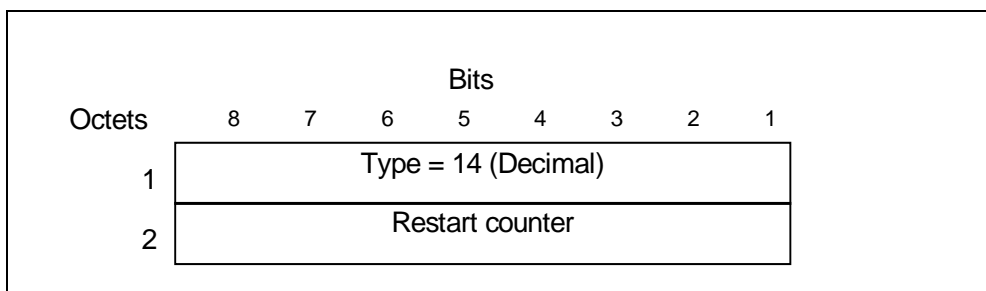 Bits
Octets 8 7 6 5 4 3 2 1
1 Type = 14 (Decimal)
2 Restart counter